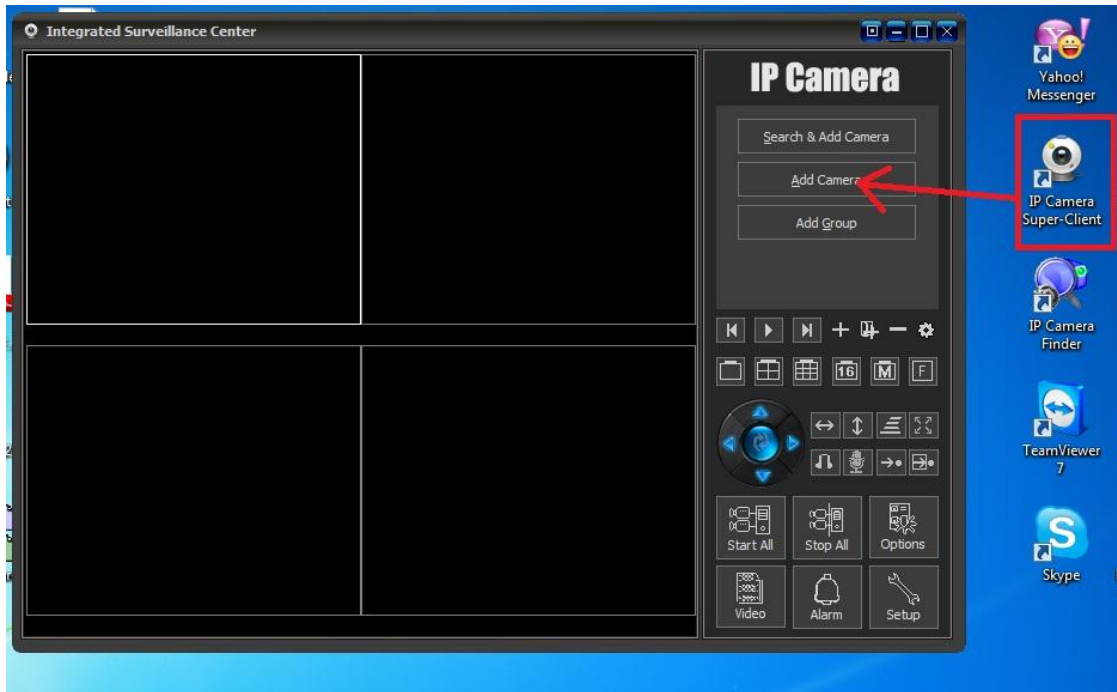 Integrated Surveillance Center
IP Camera
Search & Add Camera
Add Camera
Add Group
16
M
F
Start All
Stop All
Options
Video
Alarm
Setup
Yahoo!
Messenger
IP Camera
Super-Client
IP Camera
Finder
TeamViewer
7
S
Skype